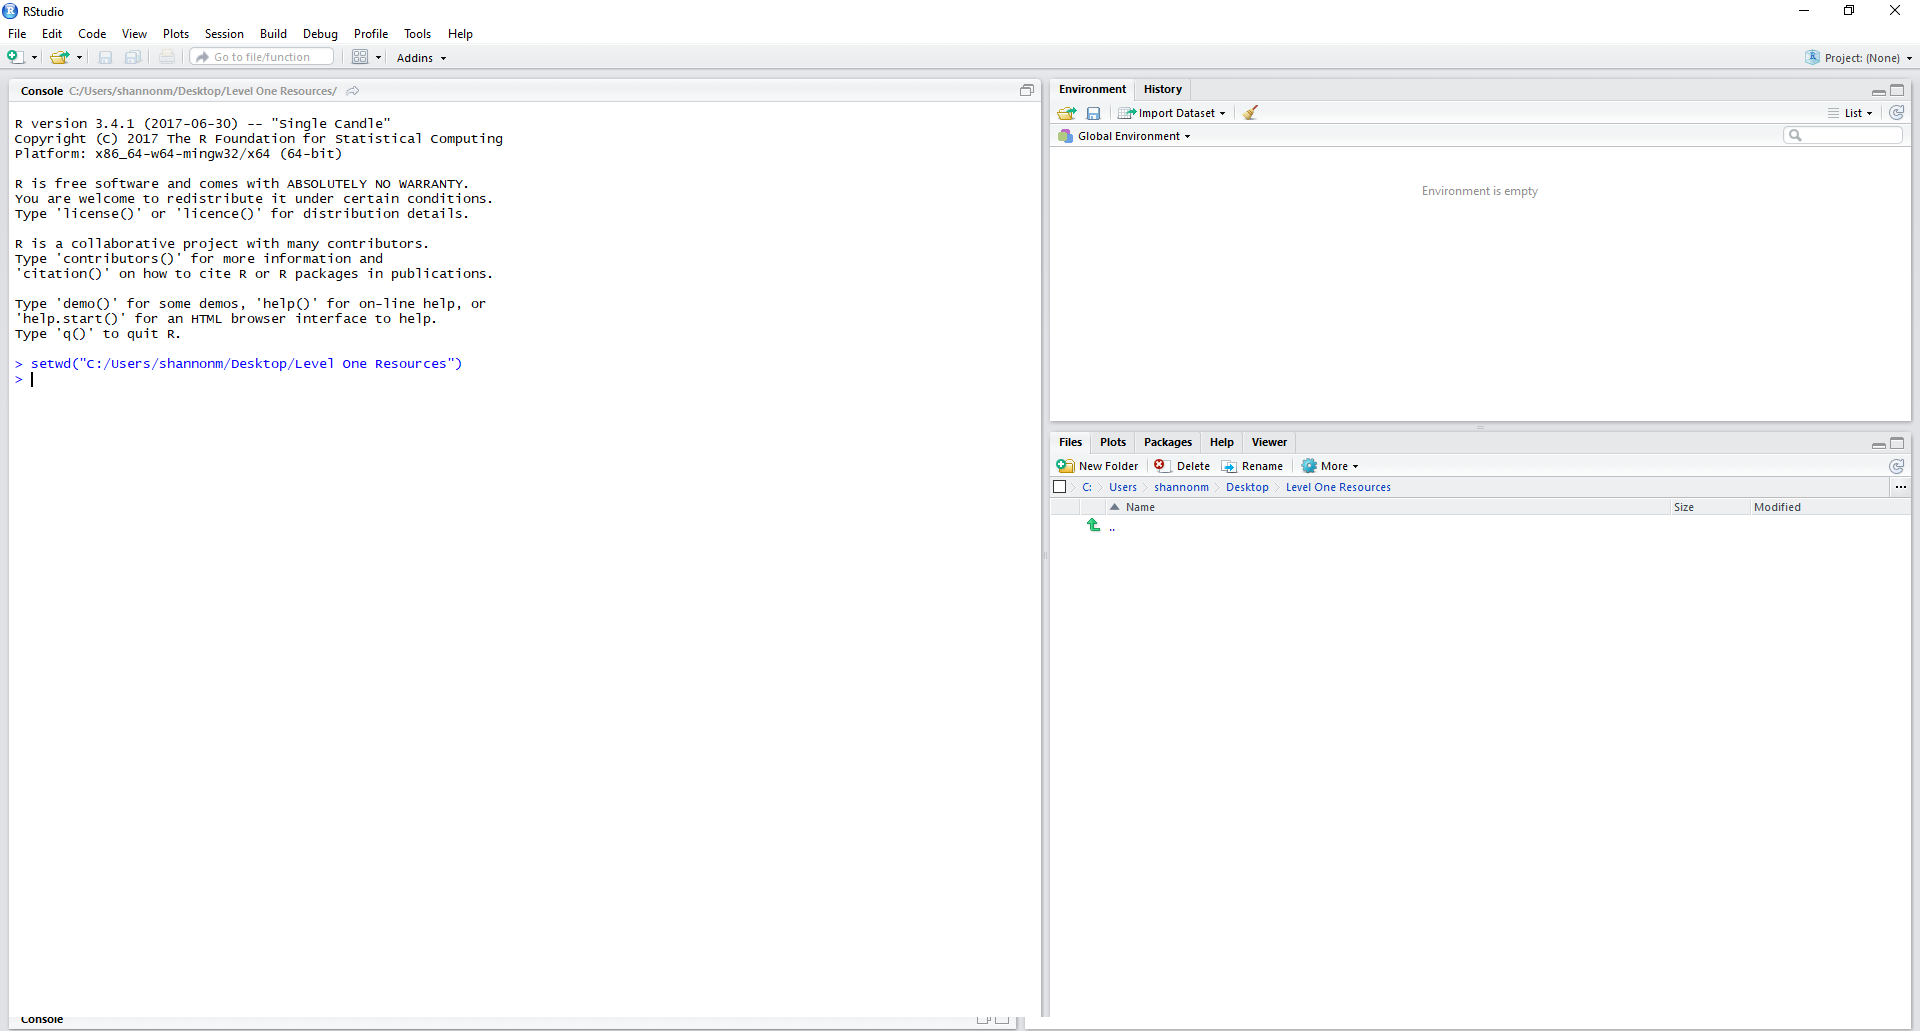 RStudio
File Edit Code View Plots Session Build Debug Profile Tools Help
Go to file/function Addins Project: (None)
Console C:/Users/shannonm/Desktop/Level One Resources/
R version 3.4.1 (2017-06-30) -- "Single Candle"
Copyright (C) 2017 The R Foundation for Statistical Computing
Platform: x86_64-w64-mingw32/x64 (64-bit)
R is free software and comes with ABSOLUTELY NO WARRANTY.
You are welcome to redistribute it under certain conditions.
Type 'license()' or 'licence()' for distribution details.
R is a collaborative project with many contributors.
Type 'contributors()' for more information and
'citation()' on how to cite R or R packages in publications.
Type 'demo()' for some demos, 'help()' for on-line help, or
'help.start()' for an HTML browser interface to help.
Type 'q()' to quit R.
> setwd("C:/Users/shannonm/Desktop/Level One Resources")
>
Console
Environment History
Import Dataset List
Global Environment
Environment is empty
Files Plots Packages Help Viewer
New Folder Delete Rename More
C: Users shannonm Desktop Level One Resources ...
Name Size Modified
..